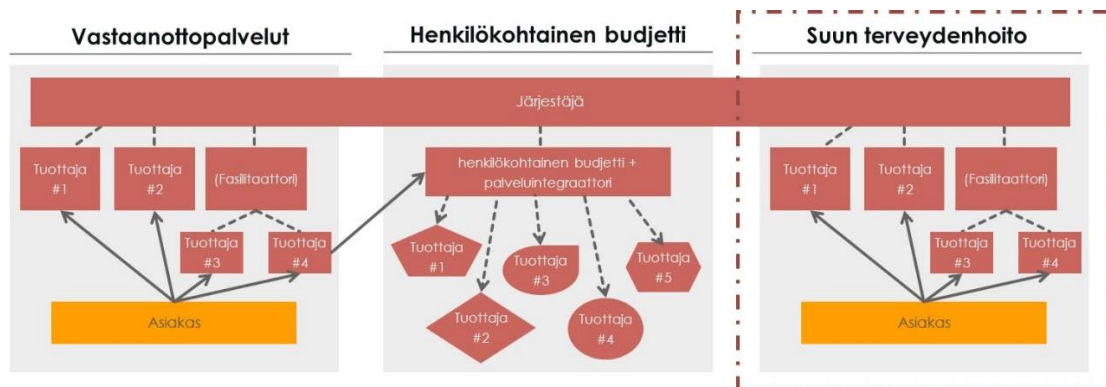 Vastaanottopalvelut
Henkilökohtainen budjetti
Suun terveydenhoito
Järjestäjä
Tuottaja
#1
Tuottaja
#2
(Fasilitaattori)
Tuottaja
#3
Tuottaja
#4
Asiakas
henkilökohtainen budjetti +
palveluintegraattori
Tuottaja
#1
Tuottaja
#2
Tuottaja
#3
Tuottaja
#4
Tuottaja
#5
Tuottaja
#1
Tuottaja
#2
(Fasilitaattori)
Tuottaja
#3
Tuottaja
#4
Asiakas